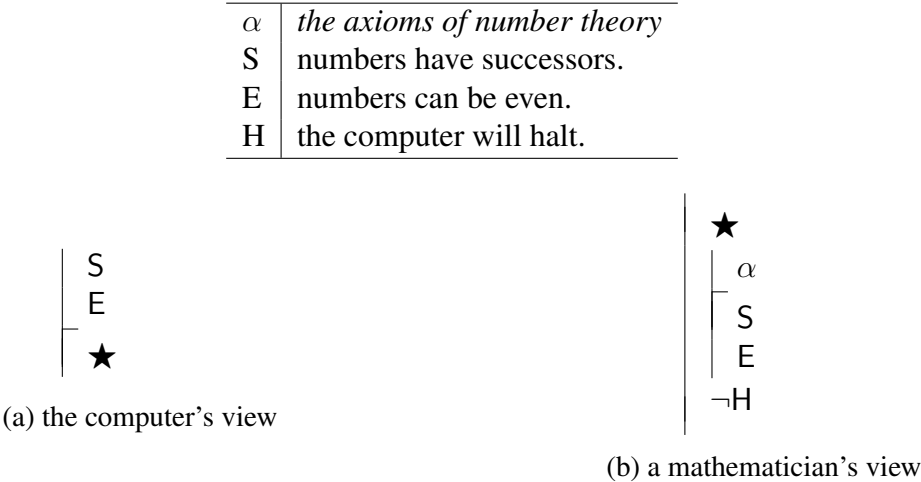 α the axioms of number theory
S numbers have successors.
E numbers can be even.
H the computer will halt.
S
E
★
(a) the computer's view
★
α
S
E
¬H
(b) a mathematician's view